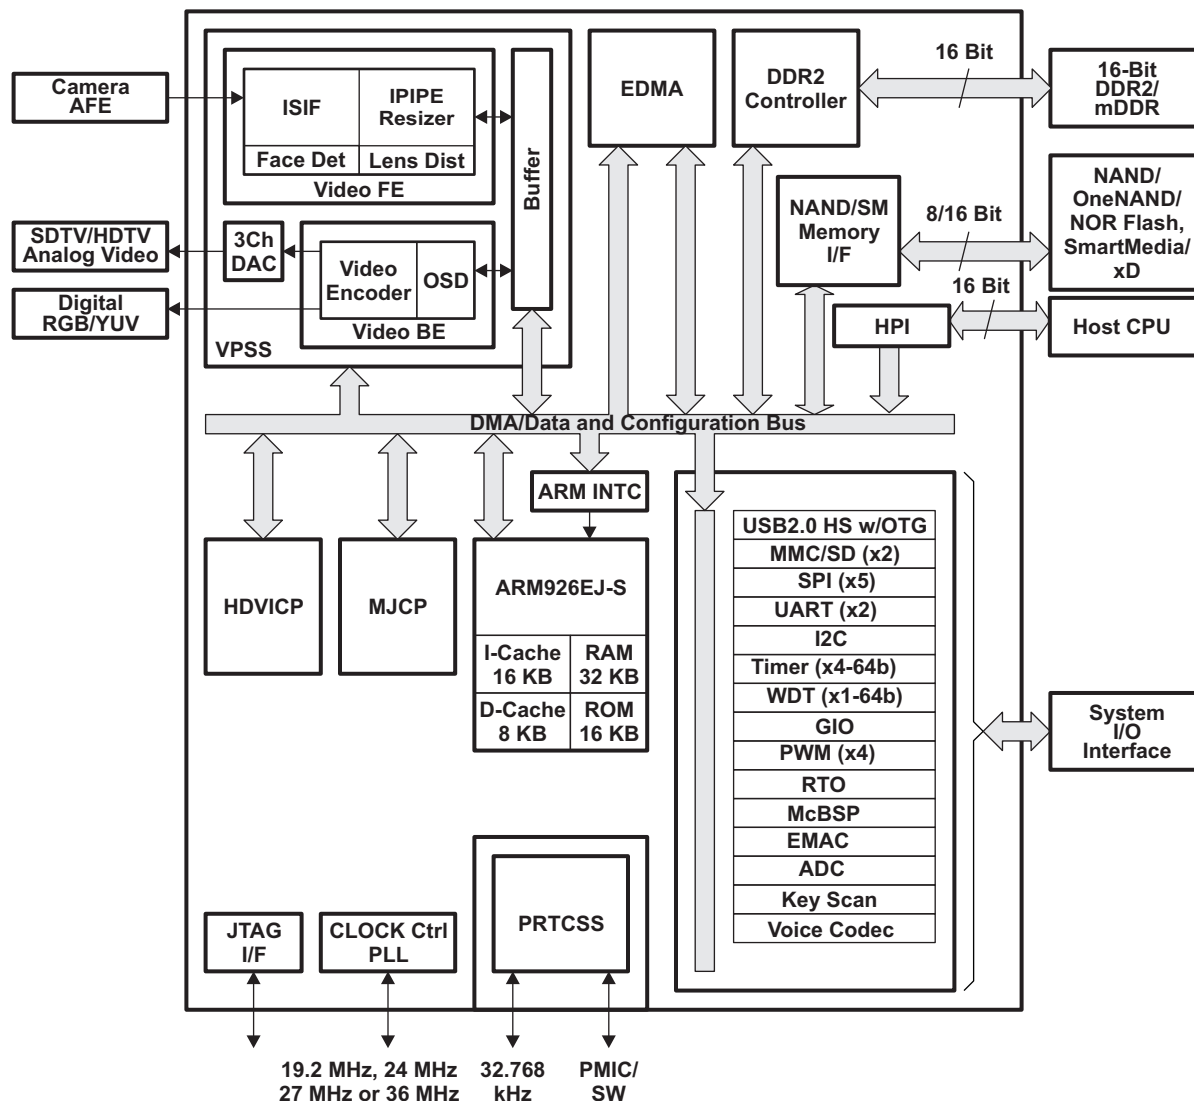 Camera
AFE
ISIF
IPIPE
Resizer
Face Det
Lens Dist
Video FE
Buffer
SDTV/HDTV
Analog Video
3Ch
DAC
Video
Encoder
OSD
Digital
RGB/YUV
Video BE
VPSS
EDMA
DDR2
Controller
16 Bit
16-Bit
DDR2/
mDDR
NAND/SM
Memory
I/F
8/16 Bit
NAND/
OneNAND/
NOR Flash,
SmartMedia/
xD
HPI
16 Bit
Host CPU
DMA/Data and Configuration Bus
HDVICP
MJCP
ARM INTC
ARM926EJ-S
I-Cache
16 KB
RAM
32 KB
D-Cache
8 KB
ROM
16 KB
USB2.0 HS w/OTG
MMC/SD (x2)
SPI (x5)
UART (x2)
I2C
Timer (x4-64b)
WDT (x1-64b)
GIO
PWM (x4)
RTO
McBSP
EMAC
ADC
Key Scan
Voice Codec
System
I/O
Interface
JTAG
I/F
CLOCK Ctrl
PLL
PRTCSS
19.2 MHz, 24 MHz
27 MHz or 36 MHz
32.768
kHz
PMIC/
SW